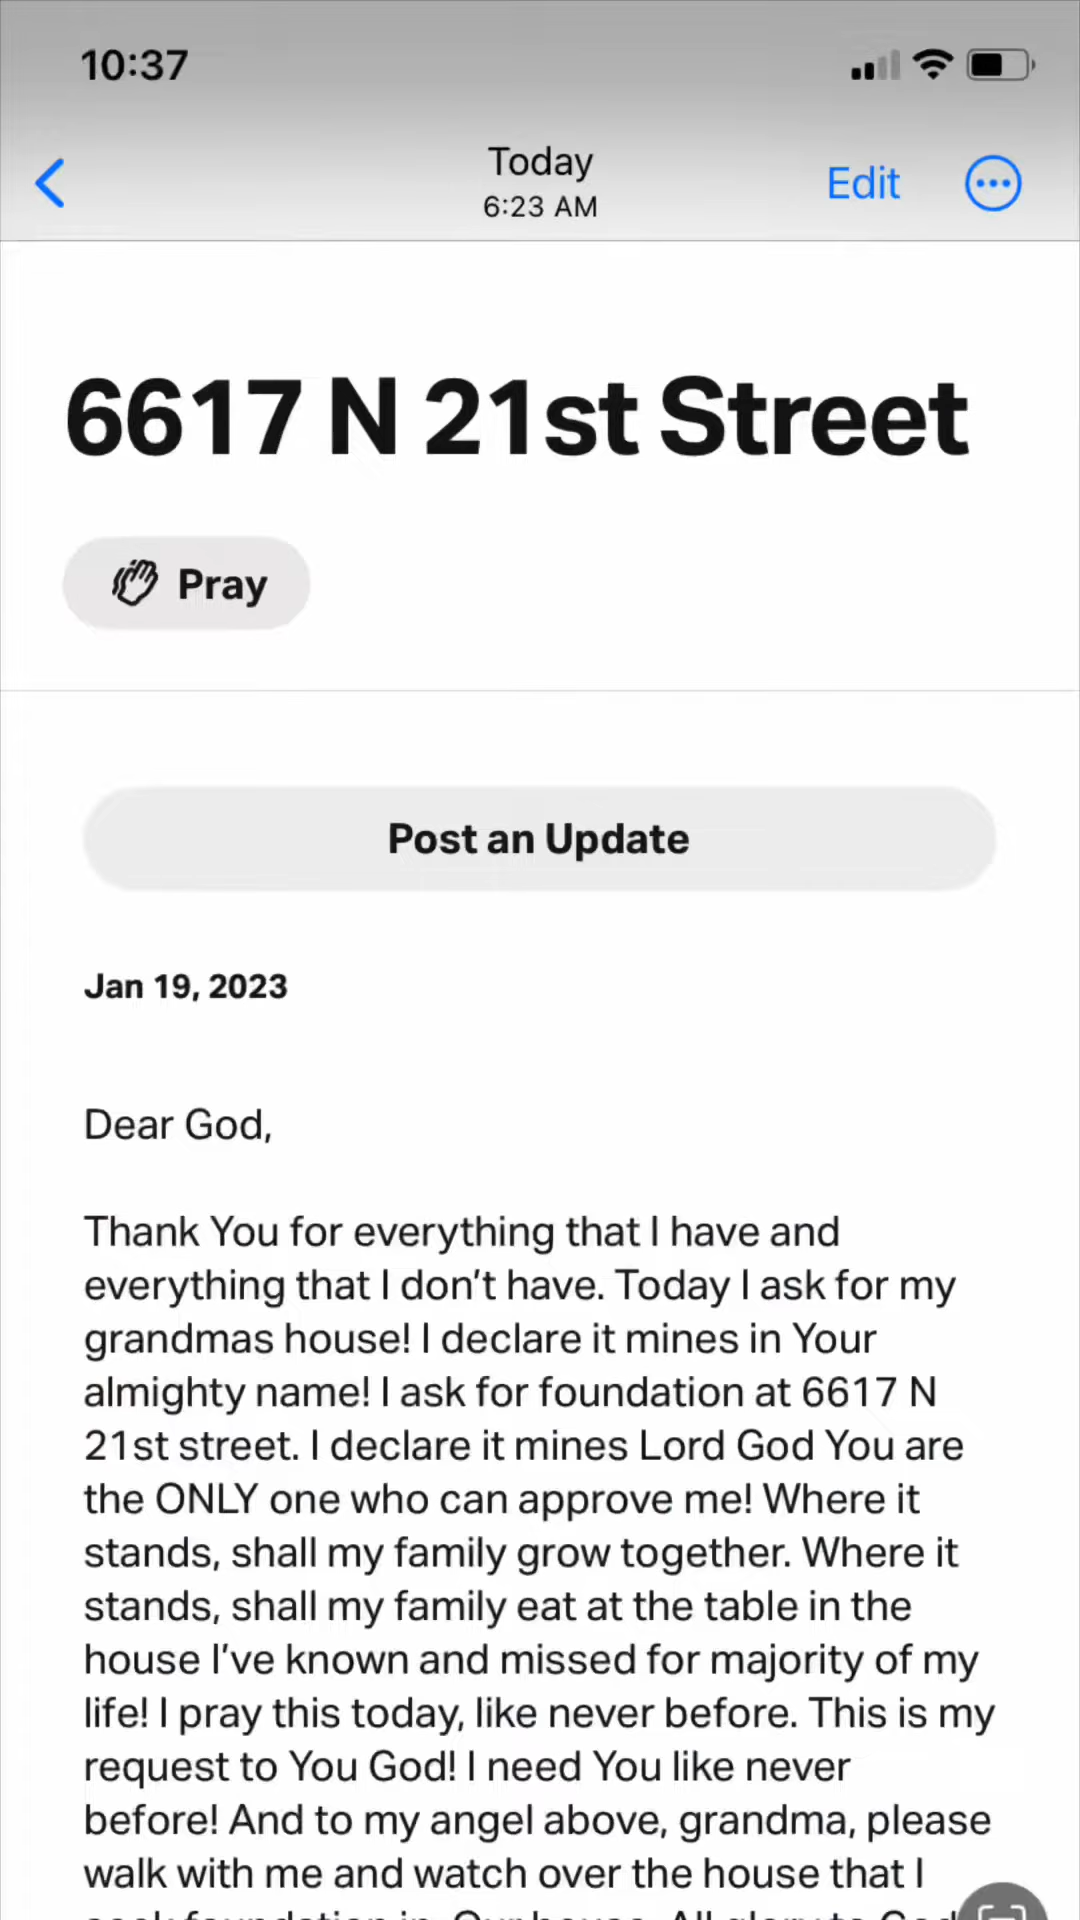 10:37
Today
6:23 AM
Edit
6617 N 21st Street
Pray
Post an Update
Jan 19, 2023
Dear God,
Thank You for everything that I have and
everything that I don't have. Today I ask for my
grandmas house! I declare it mines in Your
almighty name! I ask for foundation at 6617 N
21st street. I declare it mines Lord God You are
the ONLY one who can approve me! Where it
stands, shall my family grow together. Where it
stands, shall my family eat at the table in the
house I've known and missed for majority of my
life! I pray this today, like never before. This is my
request to You God! I need You like never
before! And to my angel above, grandma, please
walk with me and watch over the house that I